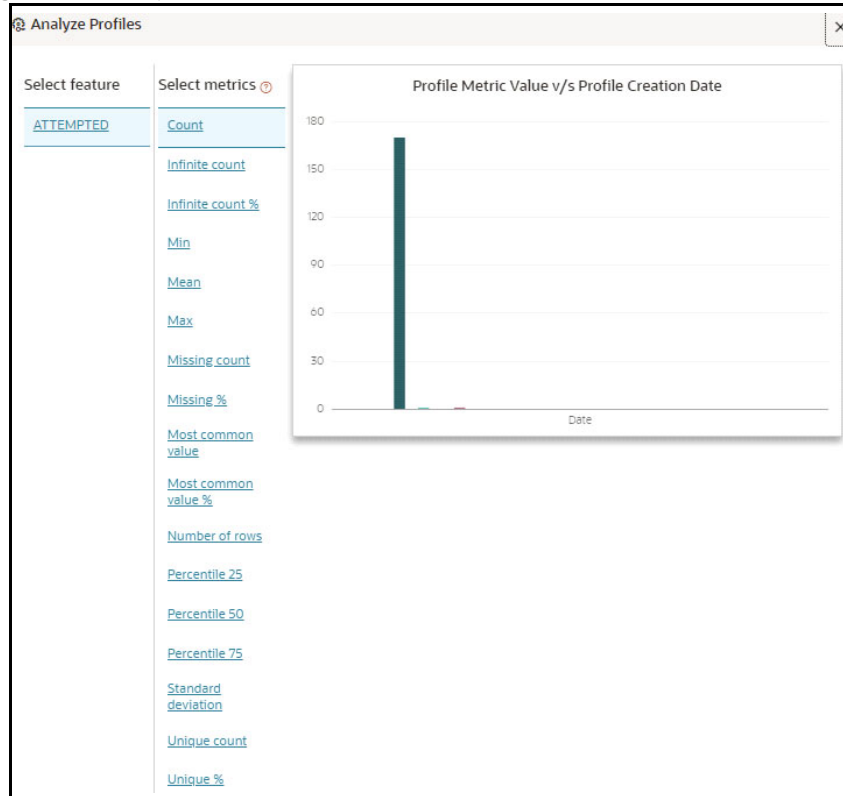 Analyze Profiles
Select feature
ATTEMPTED
Select metrics
Count
Infinite count
Infinite count %
Min
Mean
Max
Missing count
Missing %
Most common
value
Most common
value %
Number of rows
Percentile 25
Percentile 50
Percentile 75
Standard
deviation
Unique count
Unique %
Profile Metric Value v/s Profile Creation Date
180
150
120
90
60
30
0
Date